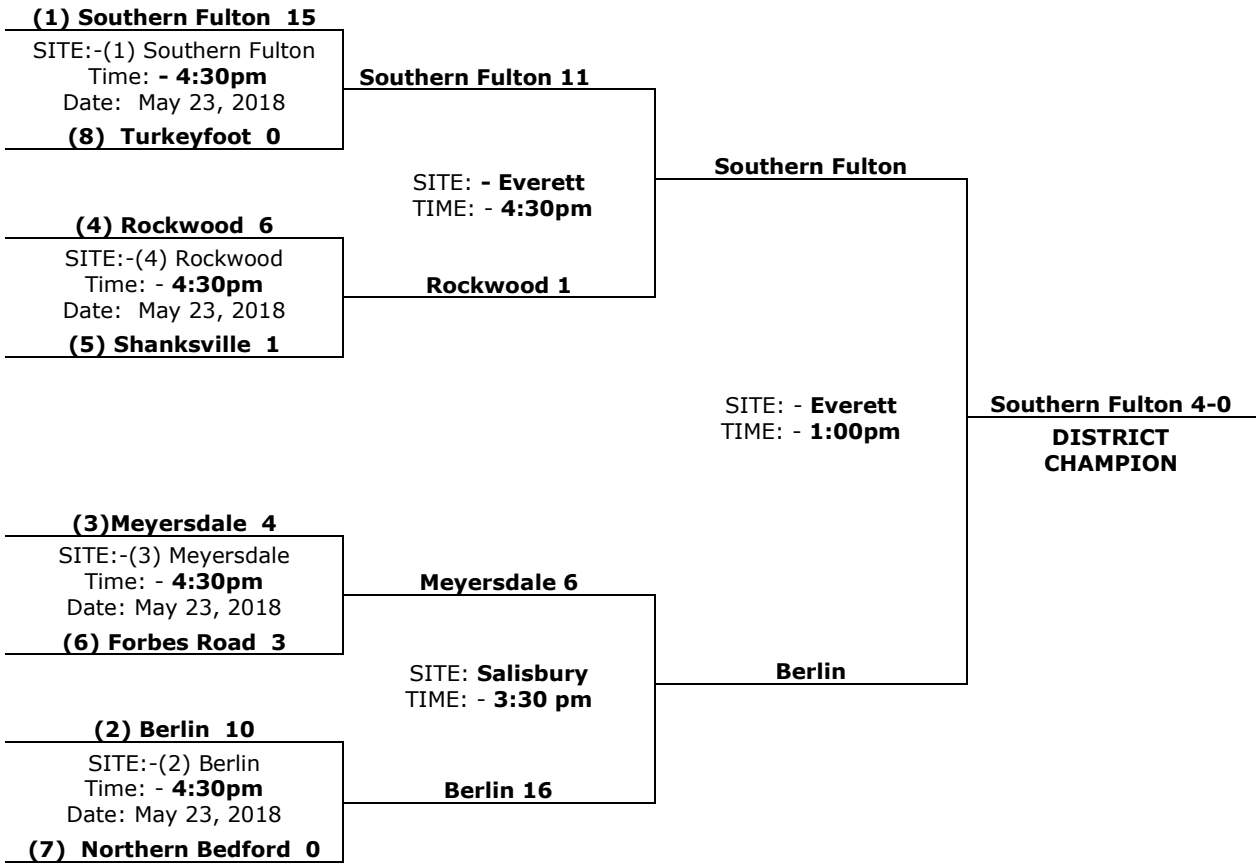 (1) Southern Fulton 15
SITE:-(1) Southern Fulton
Time: - 4:30pm
Date: May 23, 2018
(8) Turkeyfoot 0
Southern Fulton 11
SITE: - Everett
TIME: - 4:30pm
Southern Fulton
(4) Rockwood 6
SITE:-(4) Rockwood
Time: - 4:30pm
Date: May 23, 2018
(5) Shanksville 1
Rockwood 1
SITE: - Everett
TIME: - 1:00pm
Southern Fulton 4-0
DISTRICT
CHAMPION
(3)Meyersdale 4
SITE:-(3) Meyersdale
Time: - 4:30pm
Date: May 23, 2018
(6) Forbes Road 3
Meyersdale 6
SITE: Salisbury
TIME: - 3:30 pm
Berlin
(2) Berlin 10
SITE:-(2) Berlin
Time: - 4:30pm
Date: May 23, 2018
(7) Northern Bedford 0
Berlin 16